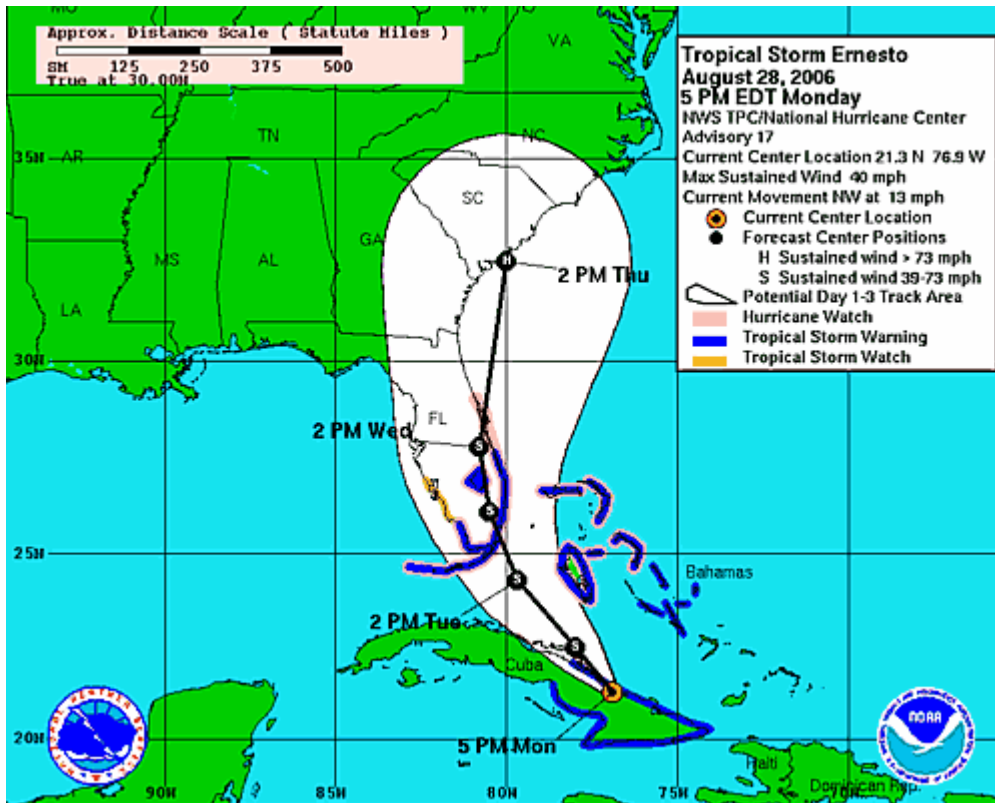 Approx. Distance Scale ( Statute Miles )
SM 125 250 375 500
True at 30.00N
Tropical Storm Ernesto
August 28, 2006
5 PM EDT Monday
NWS TPC/National Hurricane Center
Advisory 17
Current Center Location 21.3 N 76.9 W
Max Sustained Wind 40 mph
Current Movement NW at 13 mph
Current Center Location
Forecast Center Positions
H Sustained wind > 73 mph
S Sustained wind 39-73 mph
Potential Day 1-3 Track Area
Hurricane Watch
Tropical Storm Warning
Tropical Storm Watch
VA
TN
NC
35N
AR
SC
GA
MS
AL
H
2 PM Thu
LA
30N
FL
2 PM Wed
S
S
25N
Bahamas
S
2 PM Tue
S
Cuba
20N
5 PM Mon
NOAA
Haiti
Dominican Rep.
90W
85W
80W
75W
70W